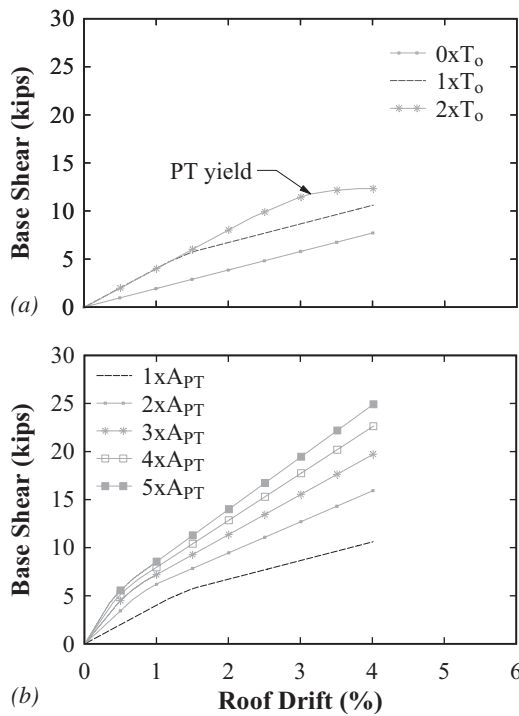 30
25
20
15
10
5
0
Base Shear (kips)
0xTo
1xTo
2xTo
PT yield
(a)
30
25
20
15
10
5
0
Base Shear (kips)
1xAPT
2xAPT
3xAPT
4xAPT
5xAPT
0 1 2 3 4 5 6
Roof Drift (%)
(b)